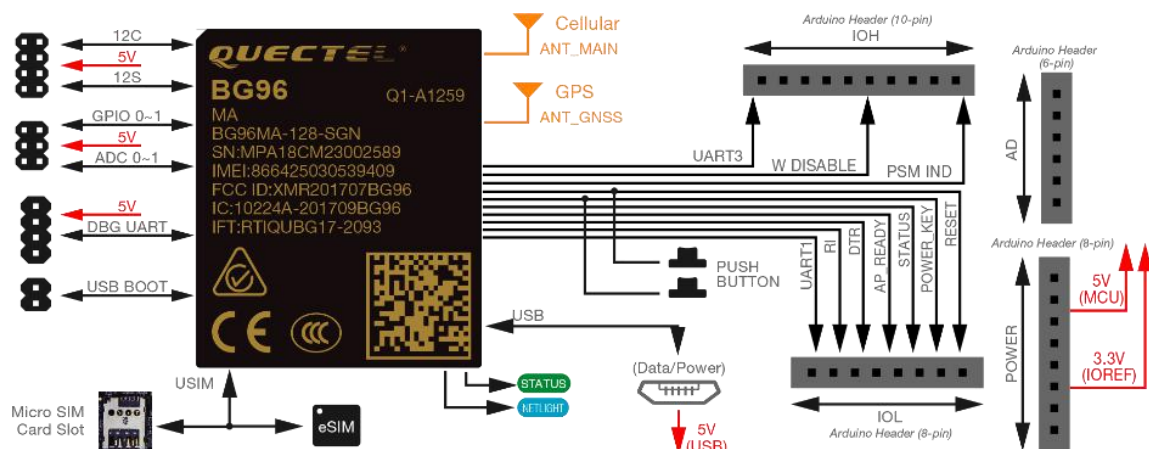 12C
5V
12S
GPIO 0~1
5V
ADC 0~1
5V
DBG UART
USB BOOT
QUECTEL®
BG96
Q1-A1259
MA
BG96MA-128-SGN
SN:MPA18CM23002589
IMEI:866425030539409
FCC ID:XMR201707BG96
IC:10224A-201709BG96
IFT:RTIQUBG17-2093
CE
CCC
Cellular
ANT_MAIN
GPS
ANT_GNSS
Arduino Header (10-pin)
IOH
Arduino Header
(6-pin)
AD
UART3
W DISABLE
PSM IND
PUSH
BUTTON
UART1
RI
DTR
AP_READY
STATUS
POWER_KEY
RESET
Arduino Header (8-pin)
POWER
5V
(MCU)
3.3V
(IOREF)
USB
(Data/Power)
5V
(USB)
IOL
Arduino Header (8-pin)
USIM
STATUS
NETLIGHT
Micro SIM
Card Slot
eSIM